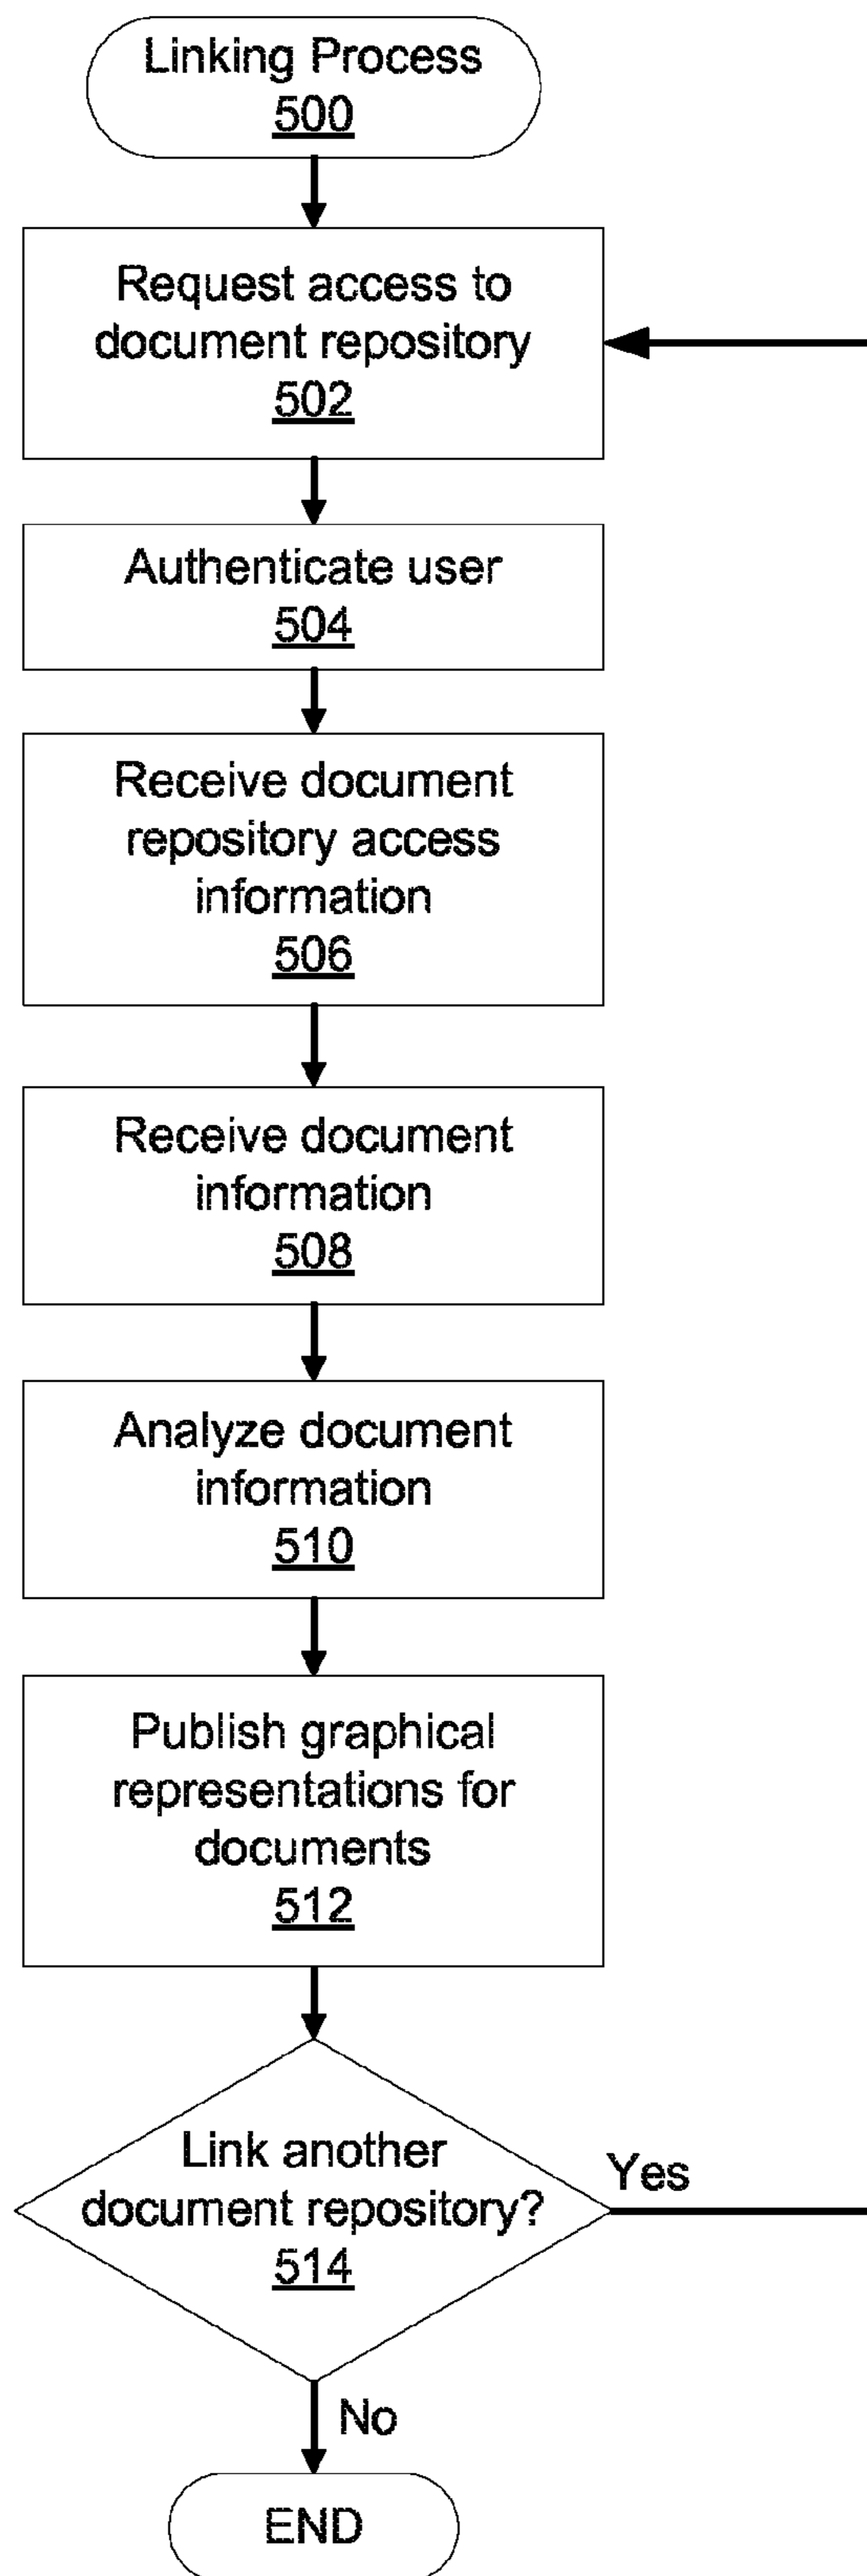 Linking Process
500
Request access to
document repository
502
Authenticate user
504
Receive document
repository access
information
506
Receive document
information
508
Analyze document
information
510
Publish graphical
representations for
documents
512
Link another
document repository?
514
Yes
No
END